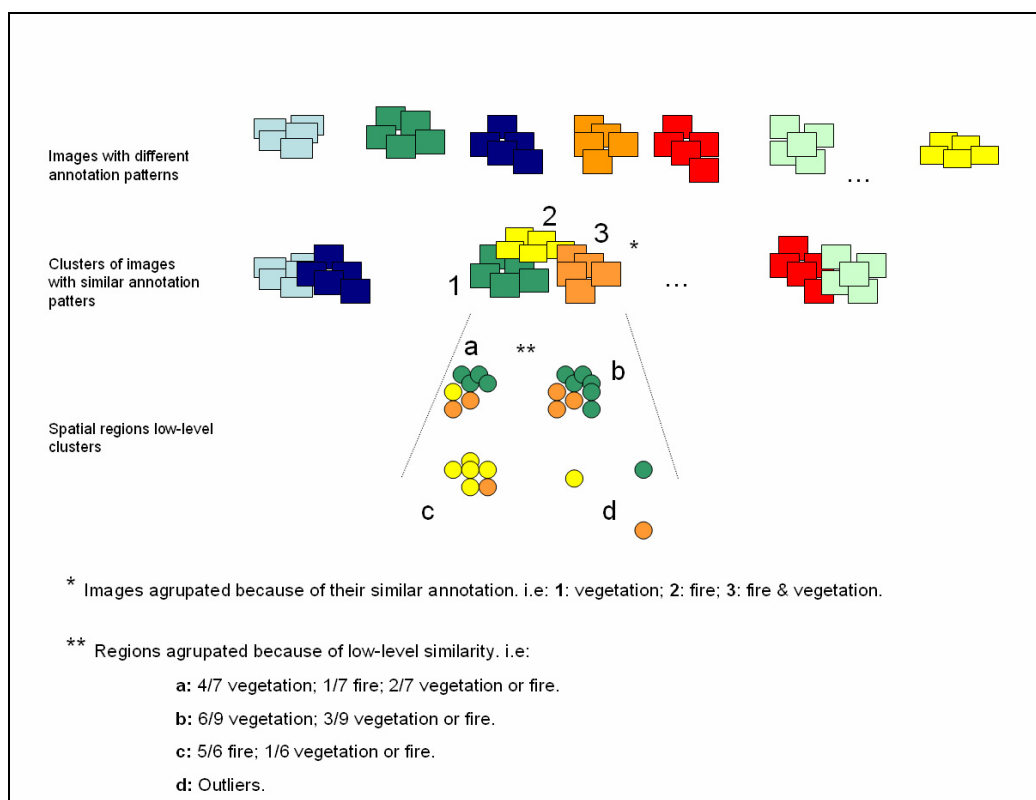 Images with different
annotation patterns
...
2
3
*
Clusters of images
with similar annotation
patters
1
...
a
**
b
Spatial regions low-level
clusters
c
d
* Images agrupated because of their similar annotation. i.e: 1: vegetation; 2: fire; 3: fire & vegetation.
** Regions agrupated because of low-level similarity. i.e:
a: 4/7 vegetation; 1/7 fire; 2/7 vegetation or fire.
b: 6/9 vegetation; 3/9 vegetation or fire.
c: 5/6 fire; 1/6 vegetation or fire.
d: Outliers.